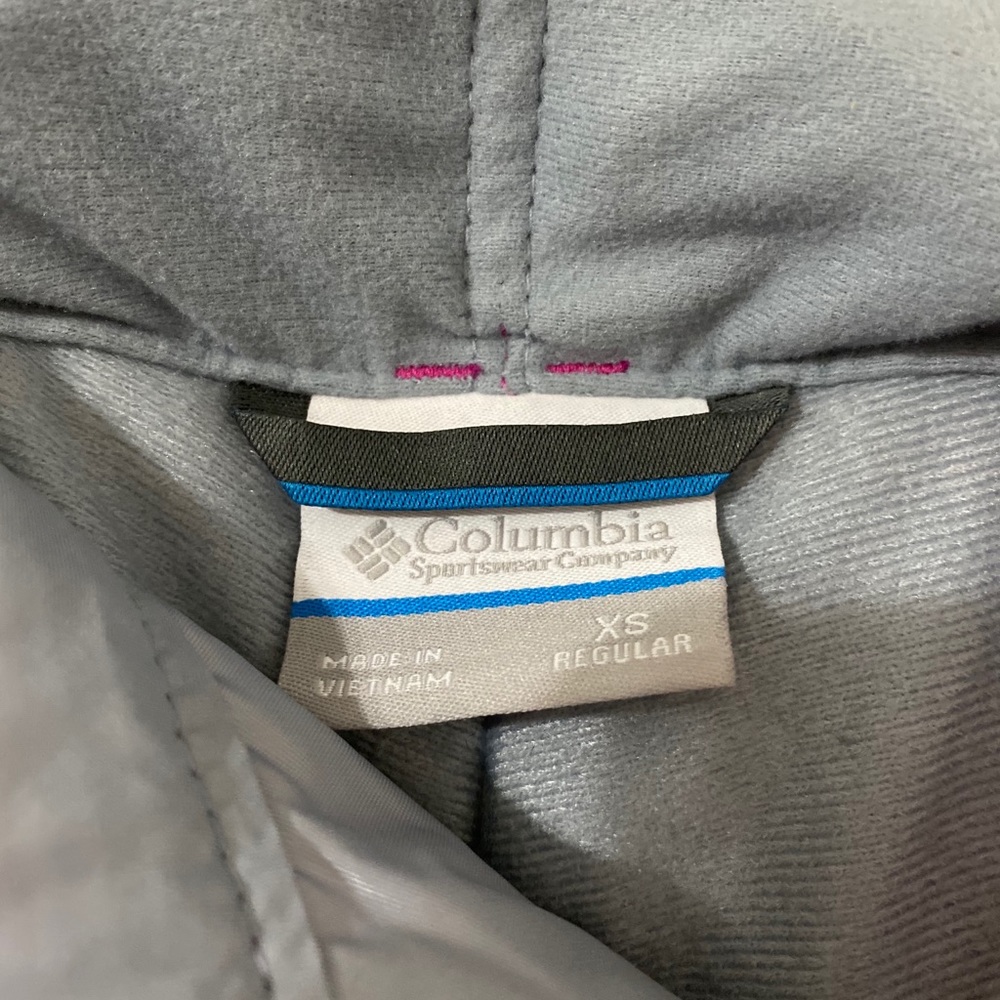 Columbia
Sportswear Company
XS
REGULAR
MADE IN
VIETNAM